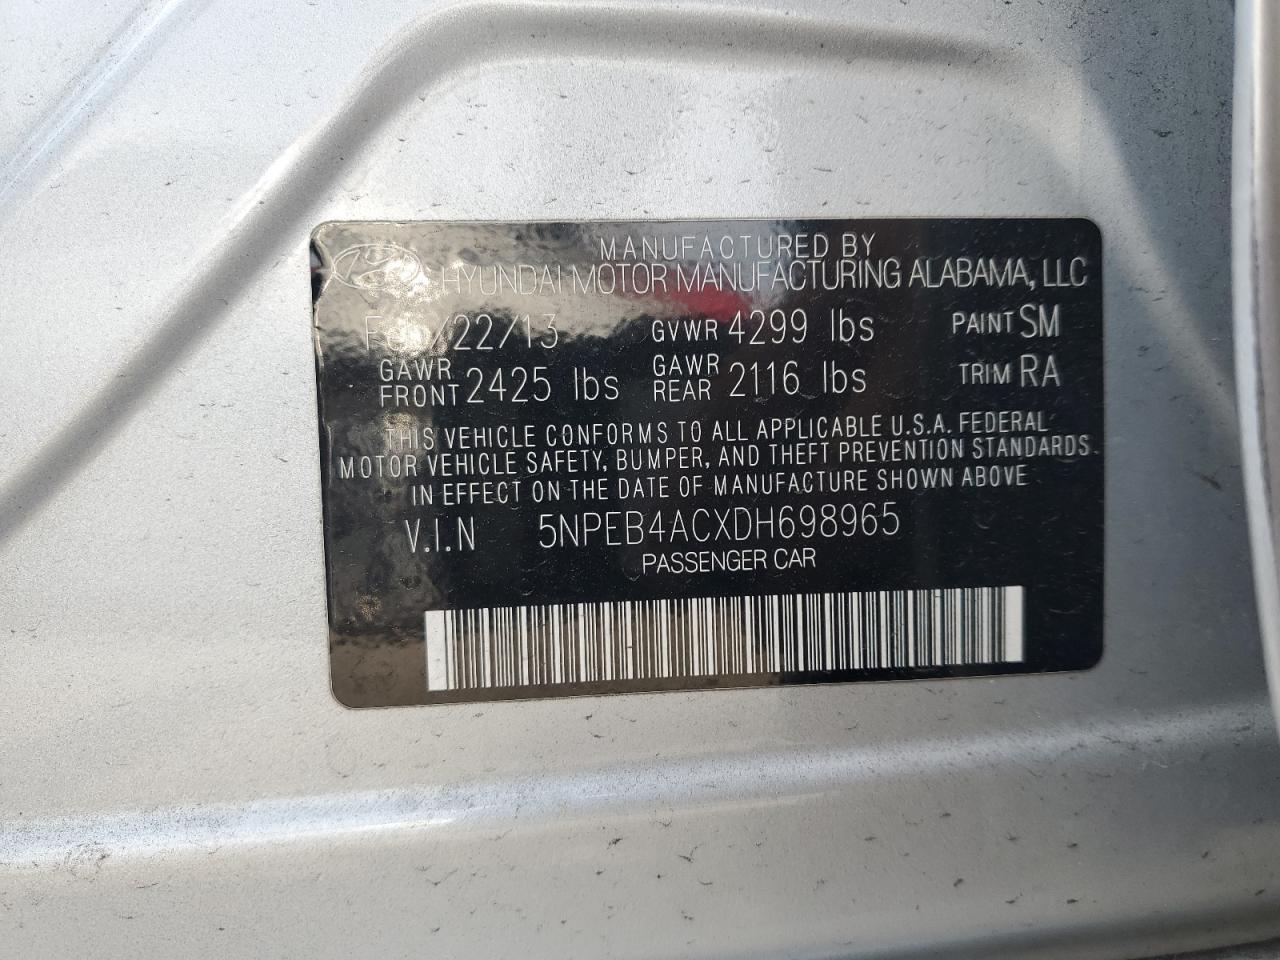 MANUFACTURED BY
HYUNDAI MOTOR MANUFACTURING ALABAMA, LLC
/22/13 GVWR 4299 lbs PAINT SM
GAWR FRONT 2425 lbs GAWR REAR 2116 lbs TRIM RA
THIS VEHICLE CONFORMS TO ALL APPLICABLE U.S.A. FEDERAL
MOTOR VEHICLE SAFETY, BUMPER, AND THEFT PREVENTION STANDARDS
IN EFFECT ON THE DATE OF MANUFACTURE SHOWN ABOVE
V.I.N 5NPEB4ACXDH698965
PASSENGER CAR